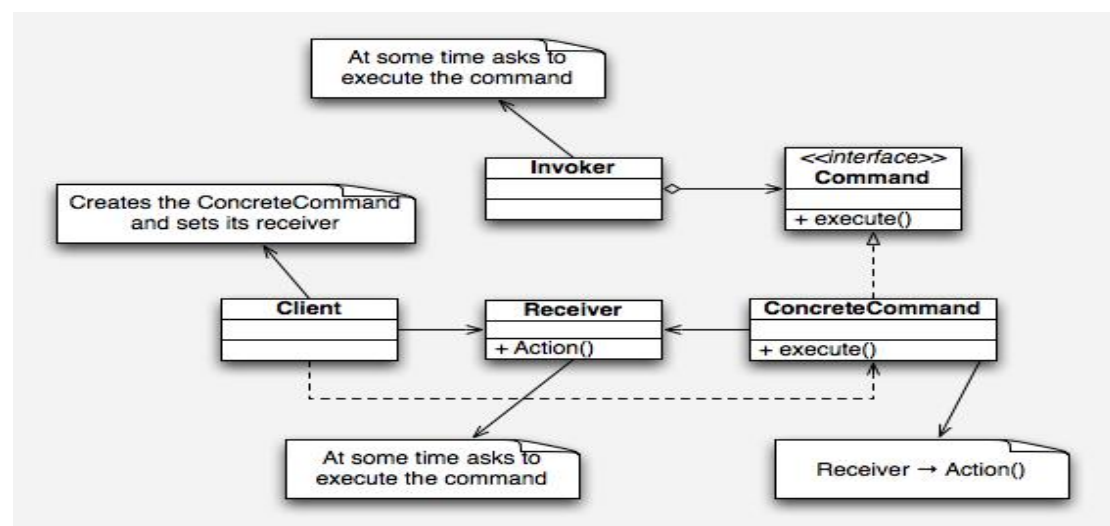 At some time asks to
execute the command
Invoker
<<interface>>
Command
+ execute()
Creates the ConcreteCommand
and sets its receiver
Client
Receiver
+ Action()
ConcreteCommand
+ execute()
At some time asks to
execute the command
Receiver → Action()